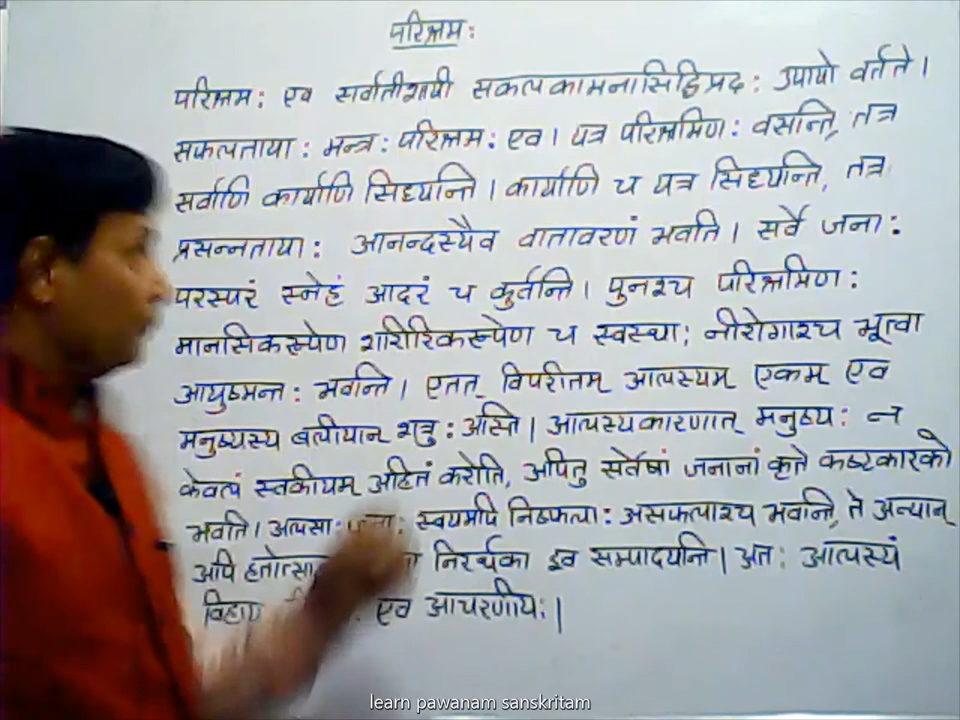 परिश्रम:
परिश्रम: एव सर्वातीशायी सकलकामनासिद्धिप्रद: उपायो वर्तते।
सफलताया: मन्त्र: परिश्रम: एव। यत्र परिश्रमिण: वसन्ति, तत्र
सर्वाणि कार्याणि सिद्ध्यन्ति। कार्याणि च यत्र सिद्ध्यन्ति, तत्र
प्रसन्नताया: आनन्दस्यैव वातावरणं भवति। सर्वे जना:
परस्परं स्नेहं आदरं च कुर्वन्ति। पुनश्च परिश्रमिण:
मानसिकरूपेण शारीरिकरूपेण च स्वस्था: नीरोगाश्च भूत्वा
आयुष्मन्त: भवन्ति। एतत् विपरीतम् आलस्यम् एकम् एव
मनुष्यस्य बलीयान् शत्रु: अस्ति। आलस्यकारणात् मनुष्य: न
केवलं स्वकीयम् अहितं करोति, अपितु सर्वेषां जनानां कृते कष्टकारको
भवति। अलसा: जना: स्वयमपि निष्फला: असफलाश्च भवन्ति, ते अन्यान्
अपि निरर्थका इव सम्पादयन्ति। अत: आलस्यं
विहाय एव आचरणीय:।
learn pawanam sanskritam